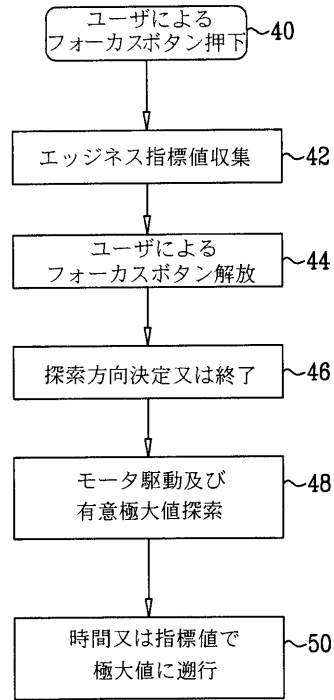 ユーザによる
フォーカスボタン押下
40
エッジネス指標値収集
42
ユーザによる
フォーカスボタン解放
44
探索方向決定又は終了
46
モータ駆動及び
有意極大値探索
48
時間又は指標値で
極大値に遡行
50